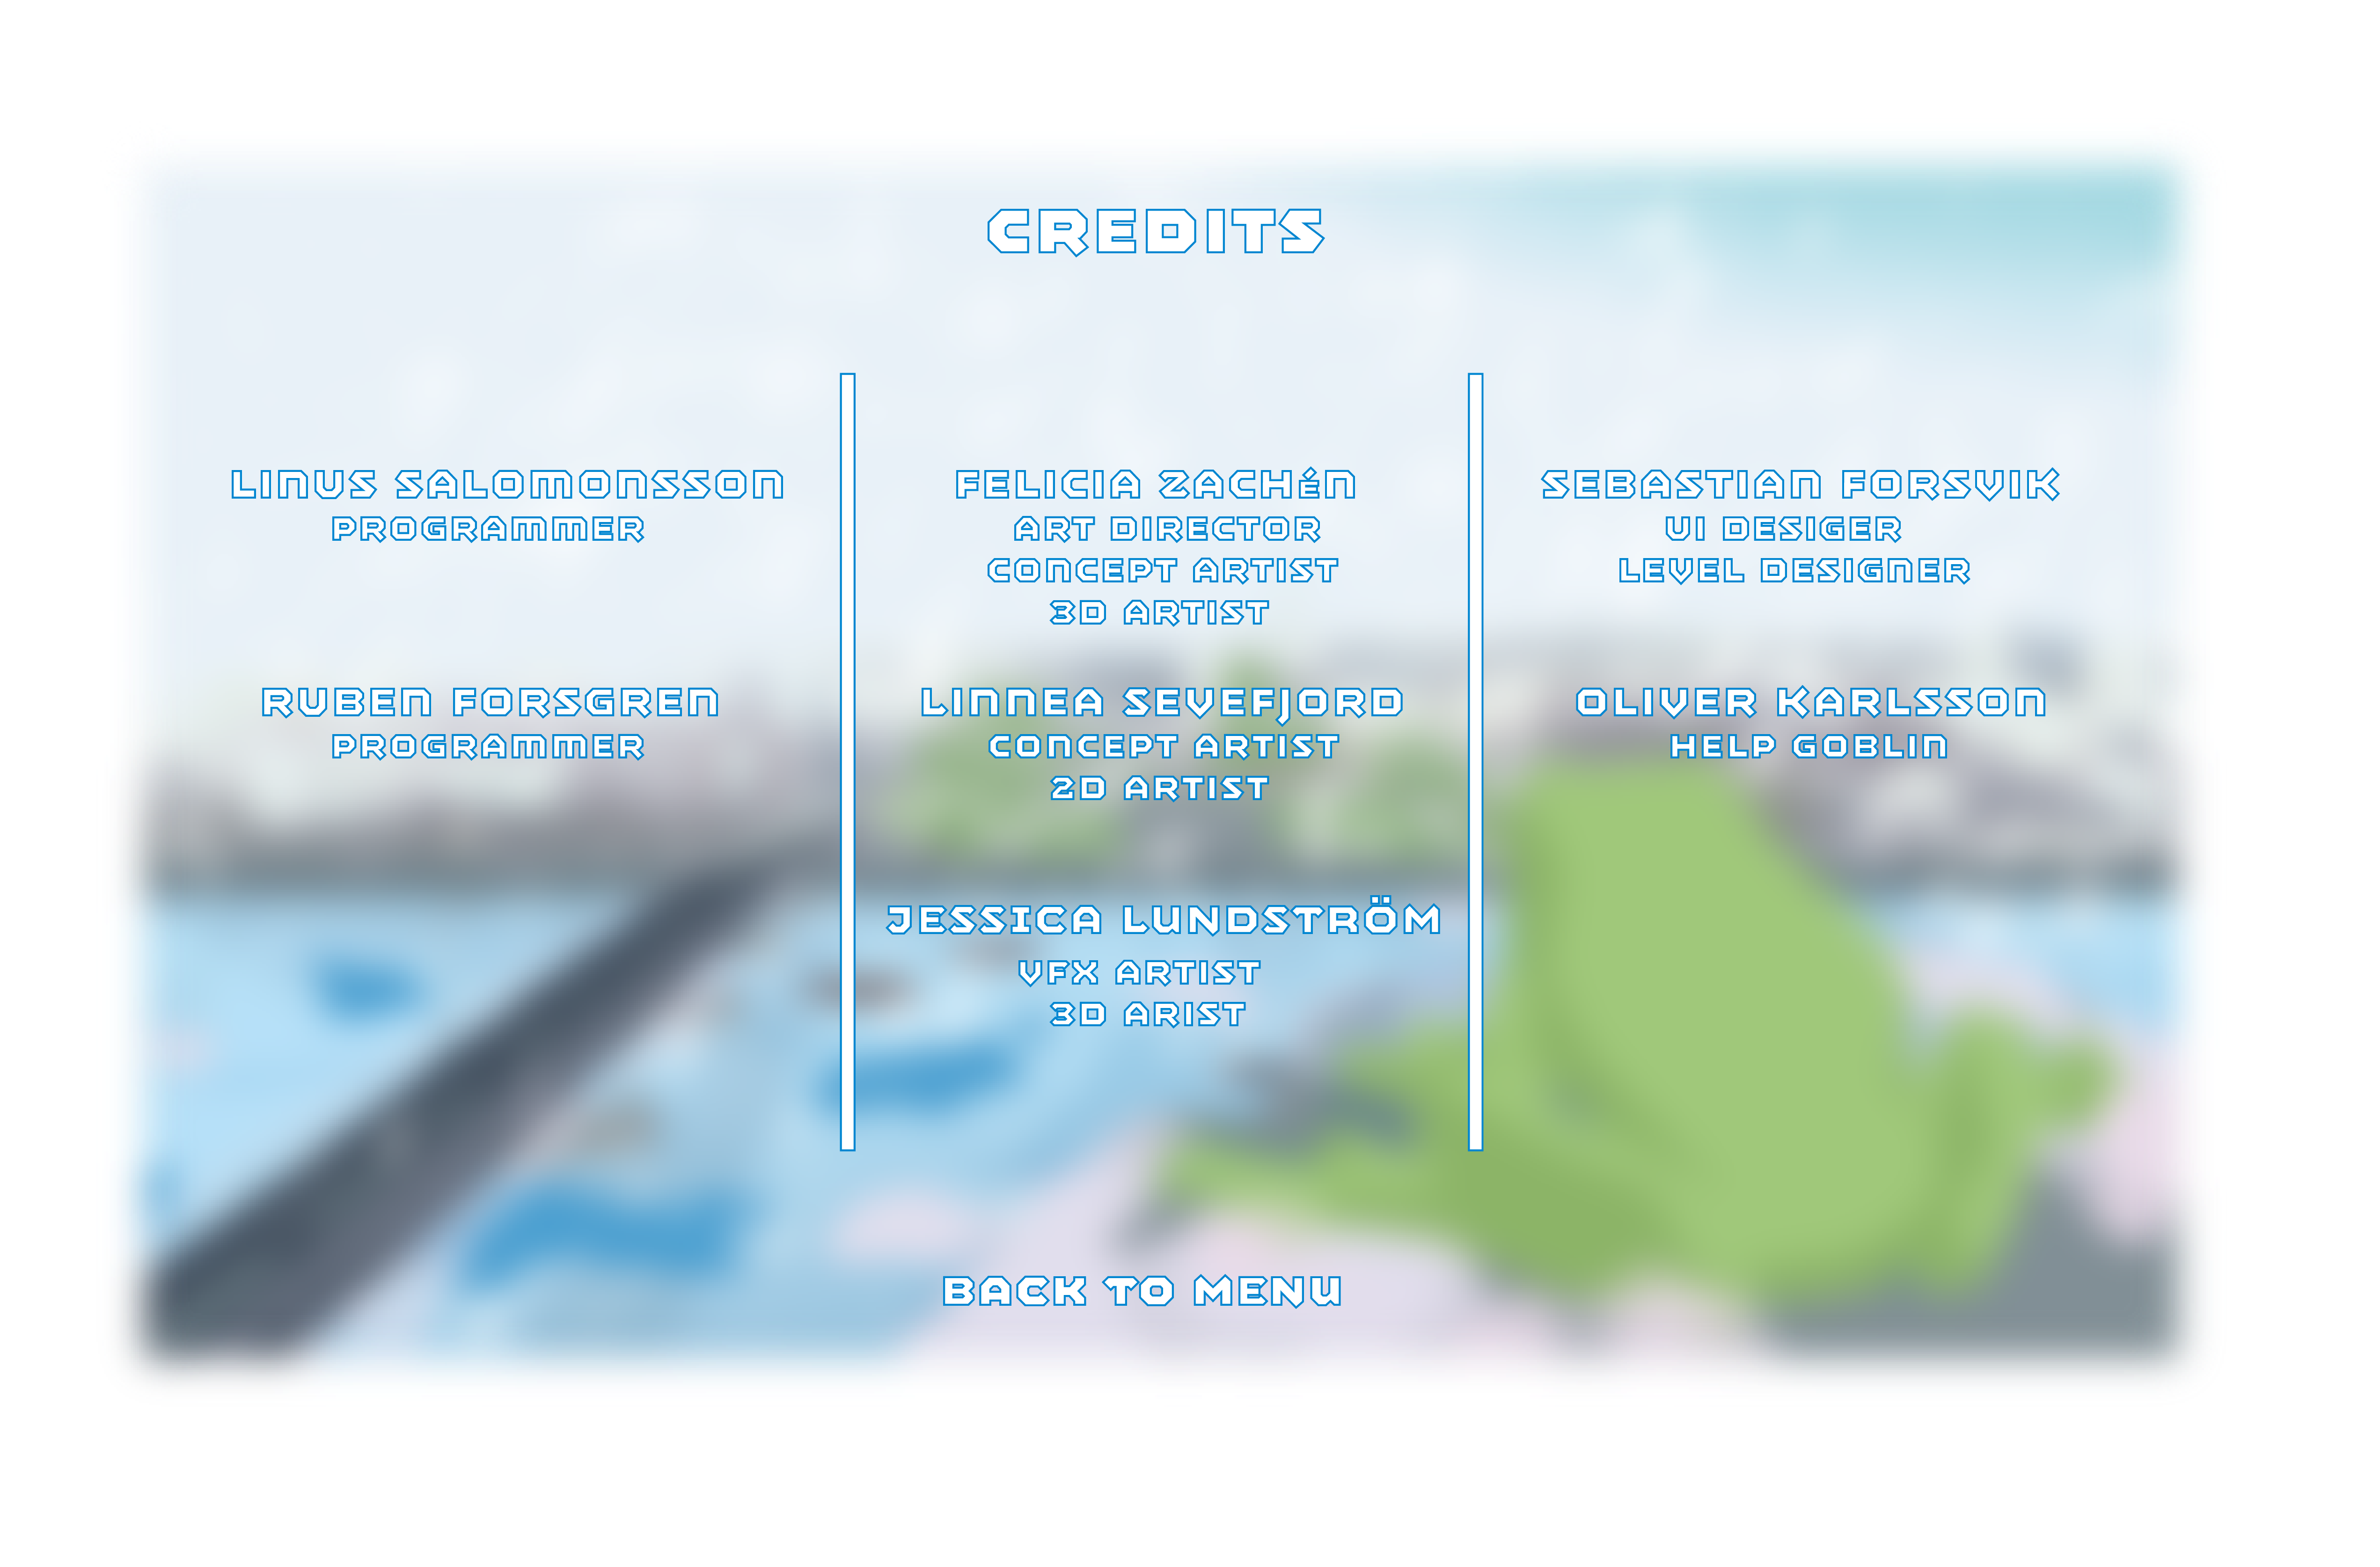 CREDITS
LINUS SALOMONSSON
PROGRAMMER
RUBEN FORSGREN
PROGRAMMER
FELICIA ZACHéN
ART DIRECTOR
CONCEPT ARTIST
3D ARTIST
LINNEA SEVEFJORD
CONCEPT ARTIST
2D ARTIST
JESSICA LUNDSTRÖM
VFX ARTIST
3D ARIST
SEBASTIAN FORSVIK
UI DESIGER
LEVEL DESIGNER
OLIVER KARLSSON
HELP GOBLIN
BACK TO MENU